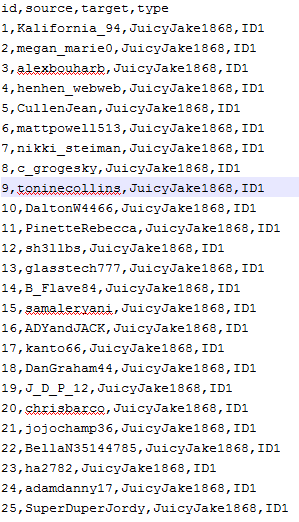 id,source,target,type
1,Kalifornia_94,JuicyJake1868,ID1
2,megan_marie0,JuicyJake1868,ID1
3,alexbouharb,JuicyJake1868,ID1
4,henhen_webweb,JuicyJake1868,ID1
5,CullenJean,JuicyJake1868,ID1
6,mattpowell513,JuicyJake1868,ID1
7,nikki_steiman,JuicyJake1868,ID1
8,c_grogesky,JuicyJake1868,ID1
9,toninecollins,JuicyJake1868,ID1
10,DaltonW4466,JuicyJake1868,ID1
11,PinetteRebecca,JuicyJake1868,ID1
12,sh3llbs,JuicyJake1868,ID1
13,glasstech777,JuicyJake1868,ID1
14,B_Flave84,JuicyJake1868,ID1
15,samaleryani,JuicyJake1868,ID1
16,ADYandJACK,JuicyJake1868,ID1
17,kanto66,JuicyJake1868,ID1
18,DanGraham44,JuicyJake1868,ID1
19,J_D_P_12,JuicyJake1868,ID1
20,chrisbarco,JuicyJake1868,ID1
21,jojochamp36,JuicyJake1868,ID1
22,BellaN35144785,JuicyJake1868,ID1
23,ha2782,JuicyJake1868,ID1
24,adamdanny17,JuicyJake1868,ID1
25,SuperDuperJordy,JuicyJake1868,ID1